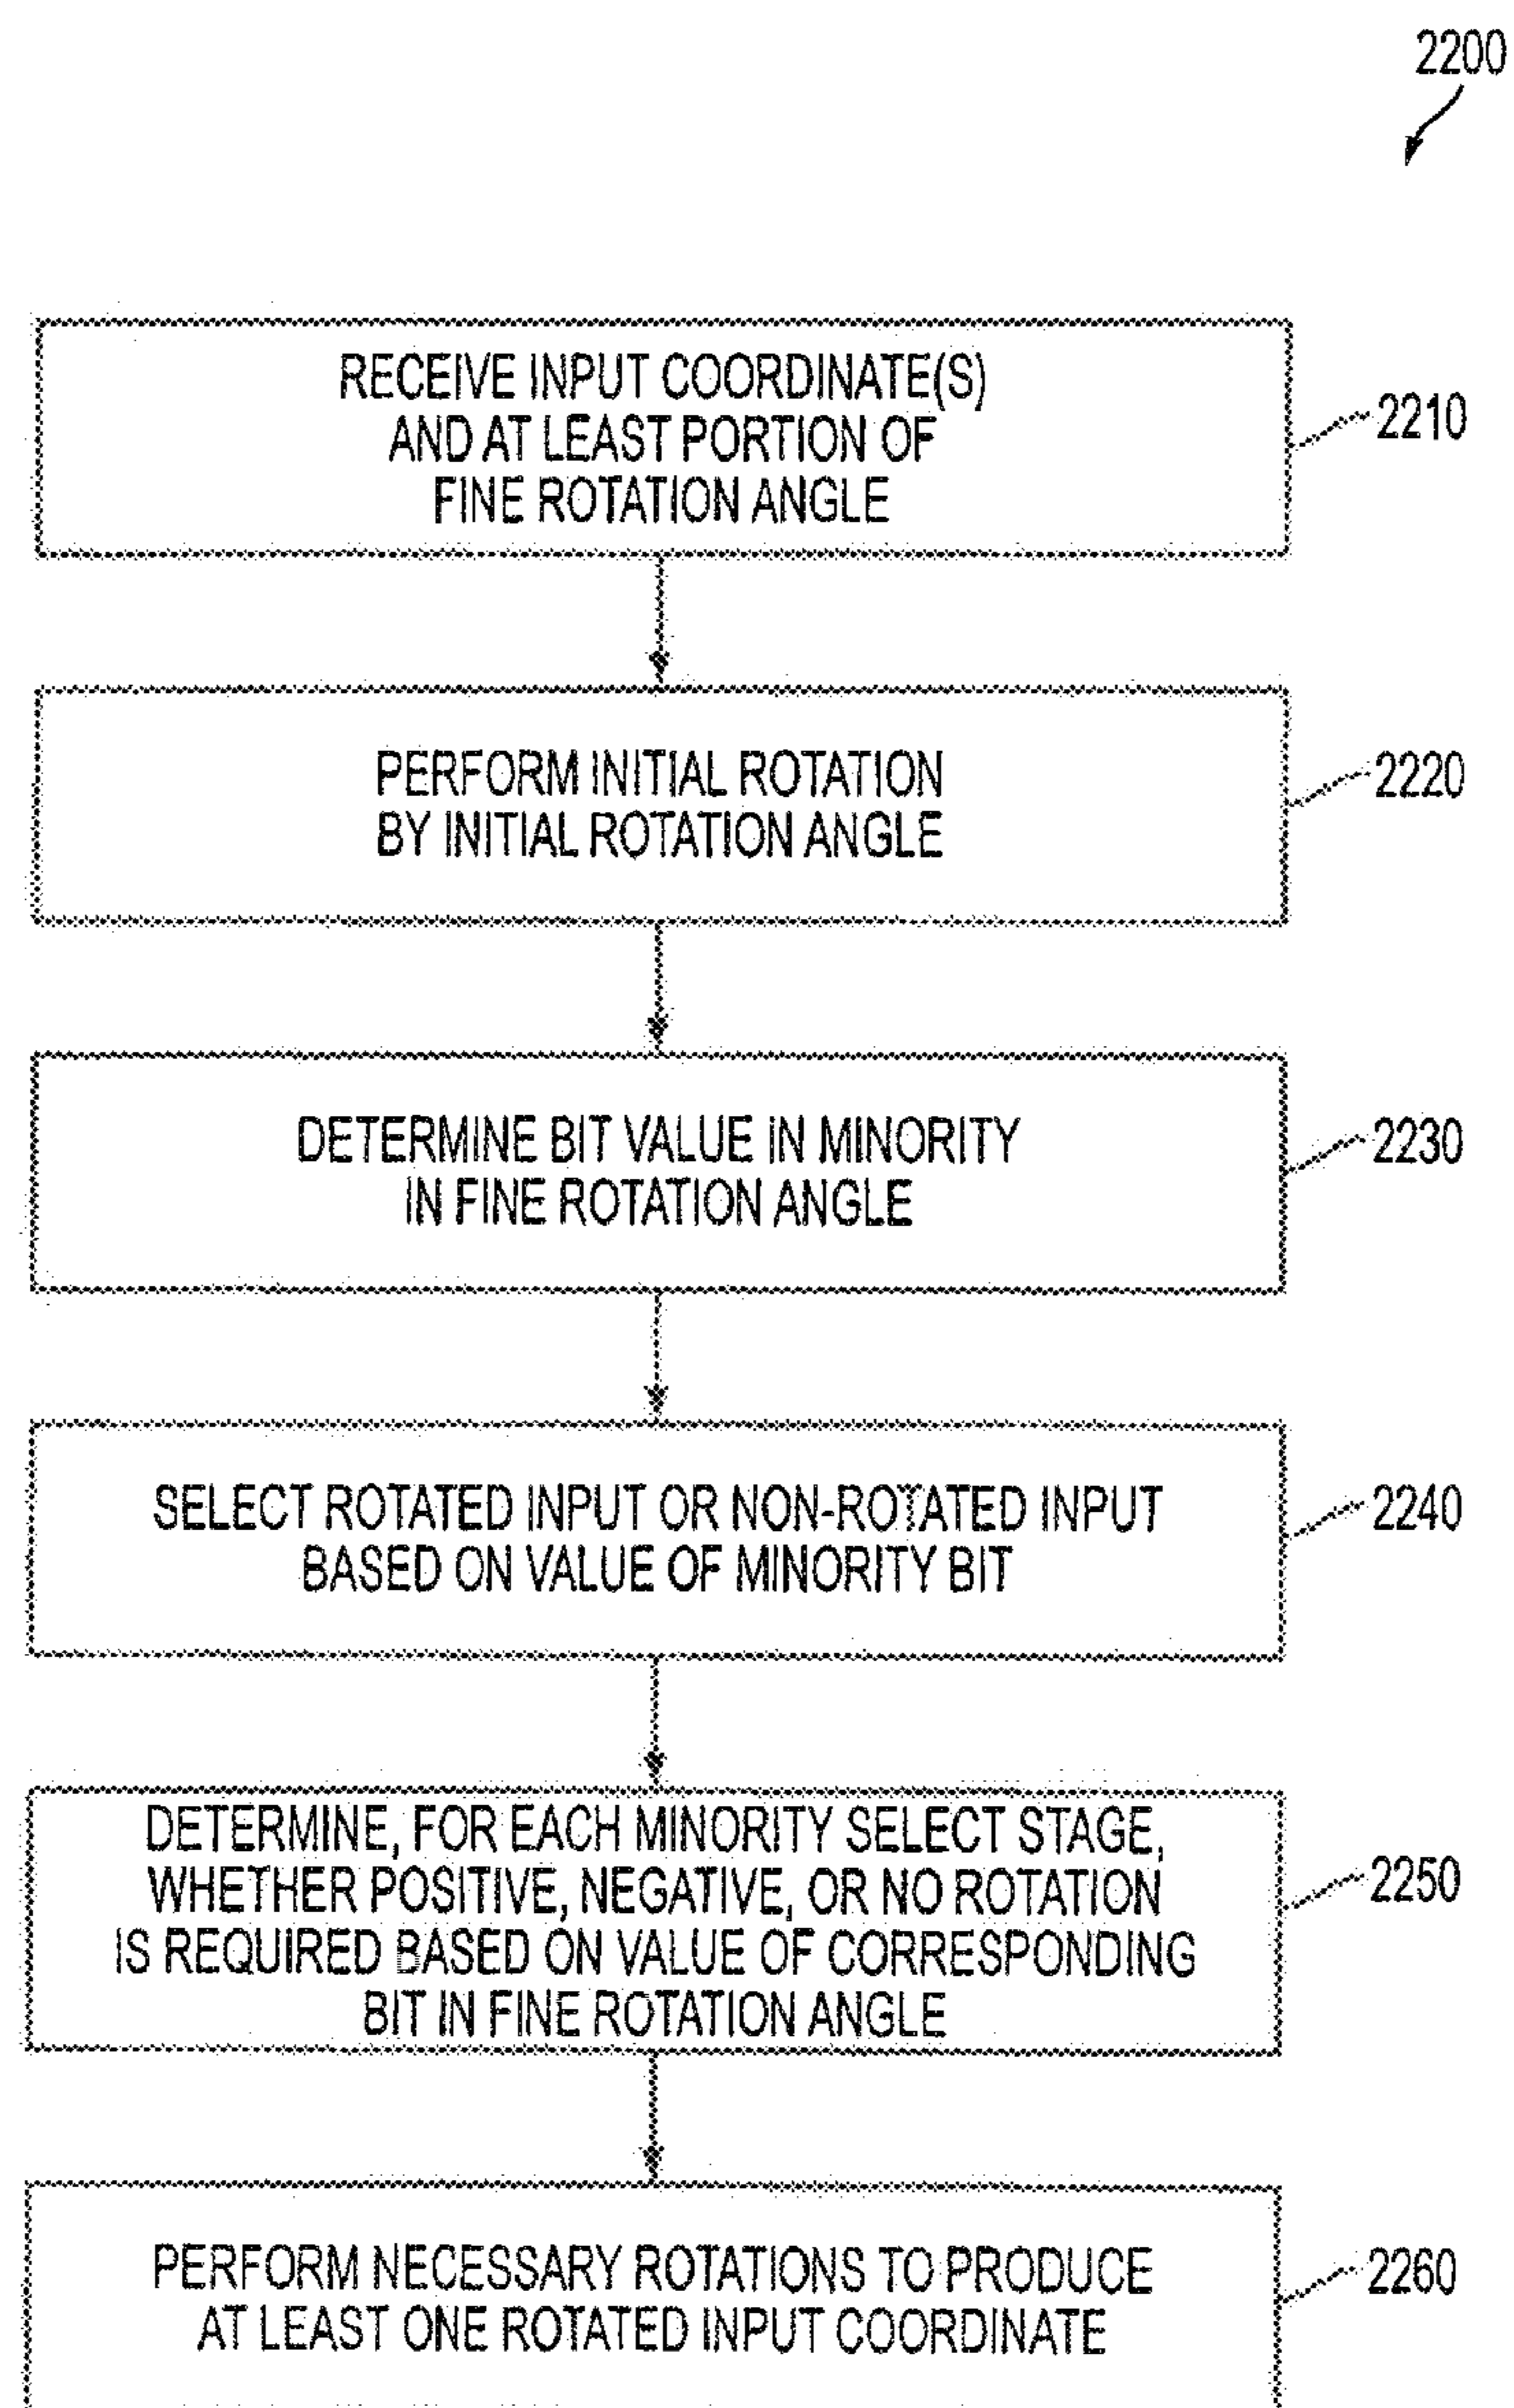 2200
RECEIVE INPUT COORDINATE(S)
AND AT LEAST PORTION OF
FINE ROTATION ANGLE
2210
PERFORM INITIAL ROTATION
BY INITIAL ROTATION ANGLE
2220
DETERMINE BIT VALUE IN MINORITY
IN FINE ROTATION ANGLE
2230
SELECT ROTATED INPUT OR NON-ROTATED INPUT
BASED ON VALUE OF MINORITY BIT
2240
DETERMINE, FOR EACH MINORITY SELECT STAGE,
WHETHER POSITIVE, NEGATIVE, OR NO ROTATION
IS REQUIRED BASED ON VALUE OF CORRESPONDING
BIT IN FINE ROTATION ANGLE
2250
PERFORM NECESSARY ROTATIONS TO PRODUCE
AT LEAST ONE ROTATED INPUT COORDINATE
2260